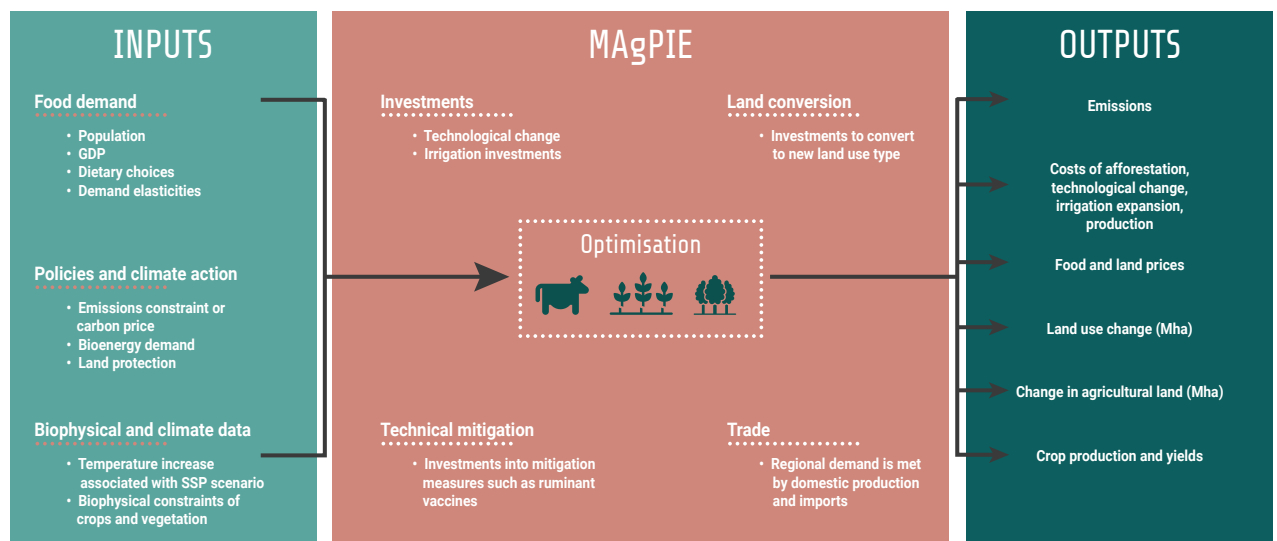 INPUTS
Food demand
• Population
• GDP
• Dietary choices
• Demand elasticities
Policies and climate action
• Emissions constraint or
carbon price
• Bioenergy demand
• Land protection
Biophysical and climate data
• Temperature increase
associated with SSP scenario
• Biophysical constraints of
crops and vegetation
MAgPIE
Investments
• Technological change
• Irrigation investments
Land conversion
• Investments to convert
to new land use type
Optimisation
Technical mitigation
• Investments into mitigation
measures such as ruminant
vaccines
Trade
• Regional demand is met
by domestic production
and imports
OUTPUTS
Emissions
Costs of afforestation,
technological change,
irrigation expansion,
production
Food and land prices
Land use change (Mha)
Change in agricultural land (Mha)
Crop production and yields